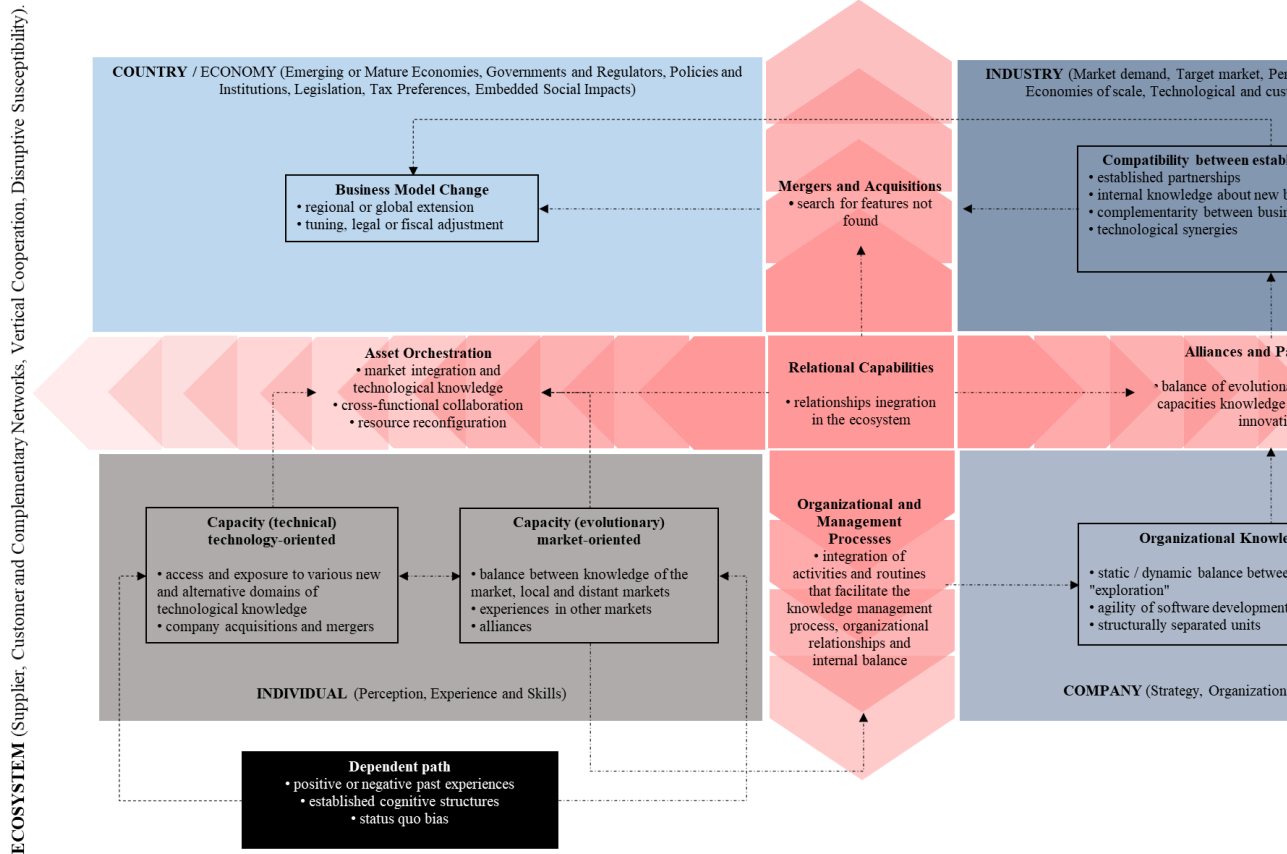 ECOSYSTEM (Supplier, Customer and Complementary Networks, Vertical Cooperation, Disruptive Susceptibility).
COUNTRY / ECONOMY (Emerging or Mature Economies, Governments and Regulators, Policies and
Institutions, Legislation, Tax Preferences, Embedded Social Impacts)
INDUSTRY (Market demand, Target market,
Economies of scale, Technological and
Business Model Change
• regional or global extension
• tuning, legal or fiscal adjustment
Mergers and Acquisitions
• search for features not
found
Compatibility between
• established partnerships
• internal knowledge about new
• complementarity between
• technological synergies
Asset Orchestration
• market integration and
technological knowledge
• cross-functional collaboration
• resource reconfiguration
Relational Capabilities
• relationships inegration
in the ecosystem
Alliances and
• balance of
capacities knowledge
Capacity (technical)
technology-oriented
• access and exposure to various new
and alternative domains of
technological knowledge
• company acquisitions and mergers
Capacity (evolutionary)
market-oriented
• balance between knowledge of the
market, local and distant markets
• experiences in other markets
• alliances
INDIVIDUAL (Perception, Experience and Skills)
Organizational and
Management
Processes
• integration of
activities and routines
that facilitate the
knowledge management
process, organizational
relationships and
internal balance
Organizational
• static / dynamic balance between
"exploration"
• agility of software development
• structurally separated units
COMPANY (Strategy,
Dependent path
• positive or negative past experiences
• established cognitive structures
• status quo bias